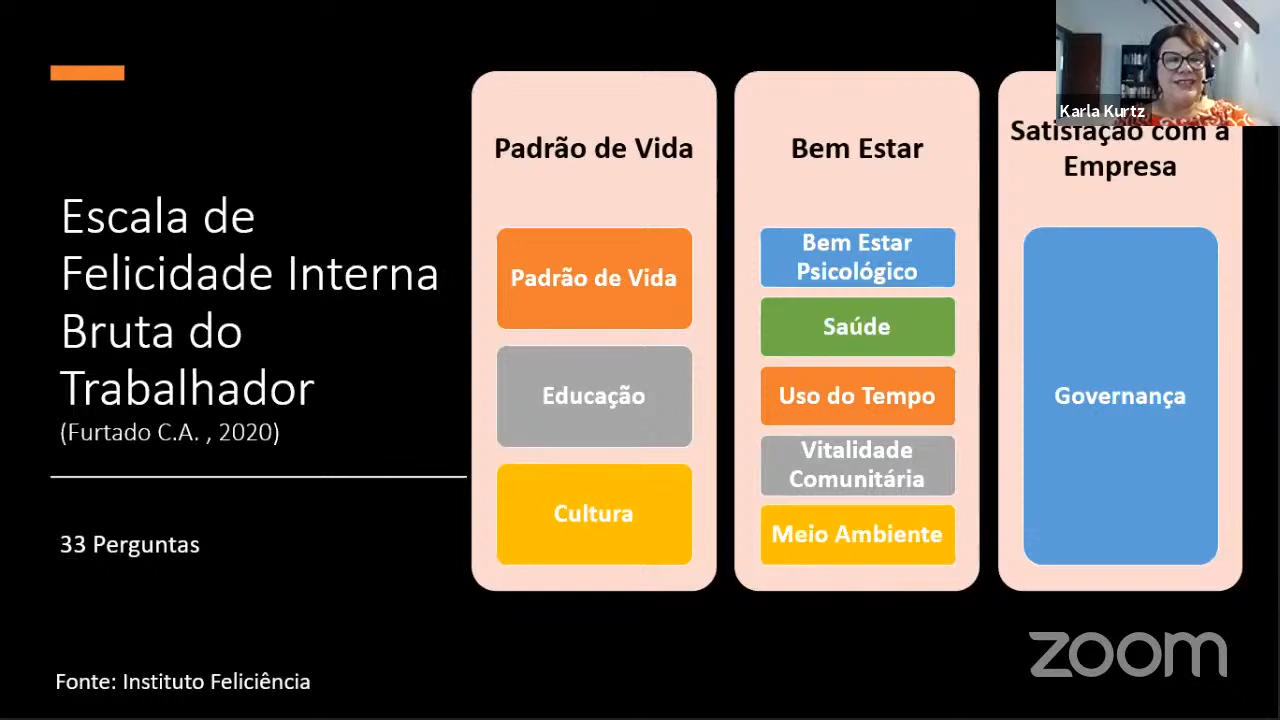 Escala de
Felicidade Interna
Bruta do
Trabalhador
(Furtado C.A. , 2020)
33 Perguntas
Fonte: Instituto Feliciência
Padrão de Vida
Padrão de Vida
Educação
Cultura
Bem Estar
Bem Estar
Psicológico
Saúde
Uso do Tempo
Vitalidade
Comunitária
Meio Ambiente
Satisfação com a
Empresa
Governança
Karla Kurtz
zoom